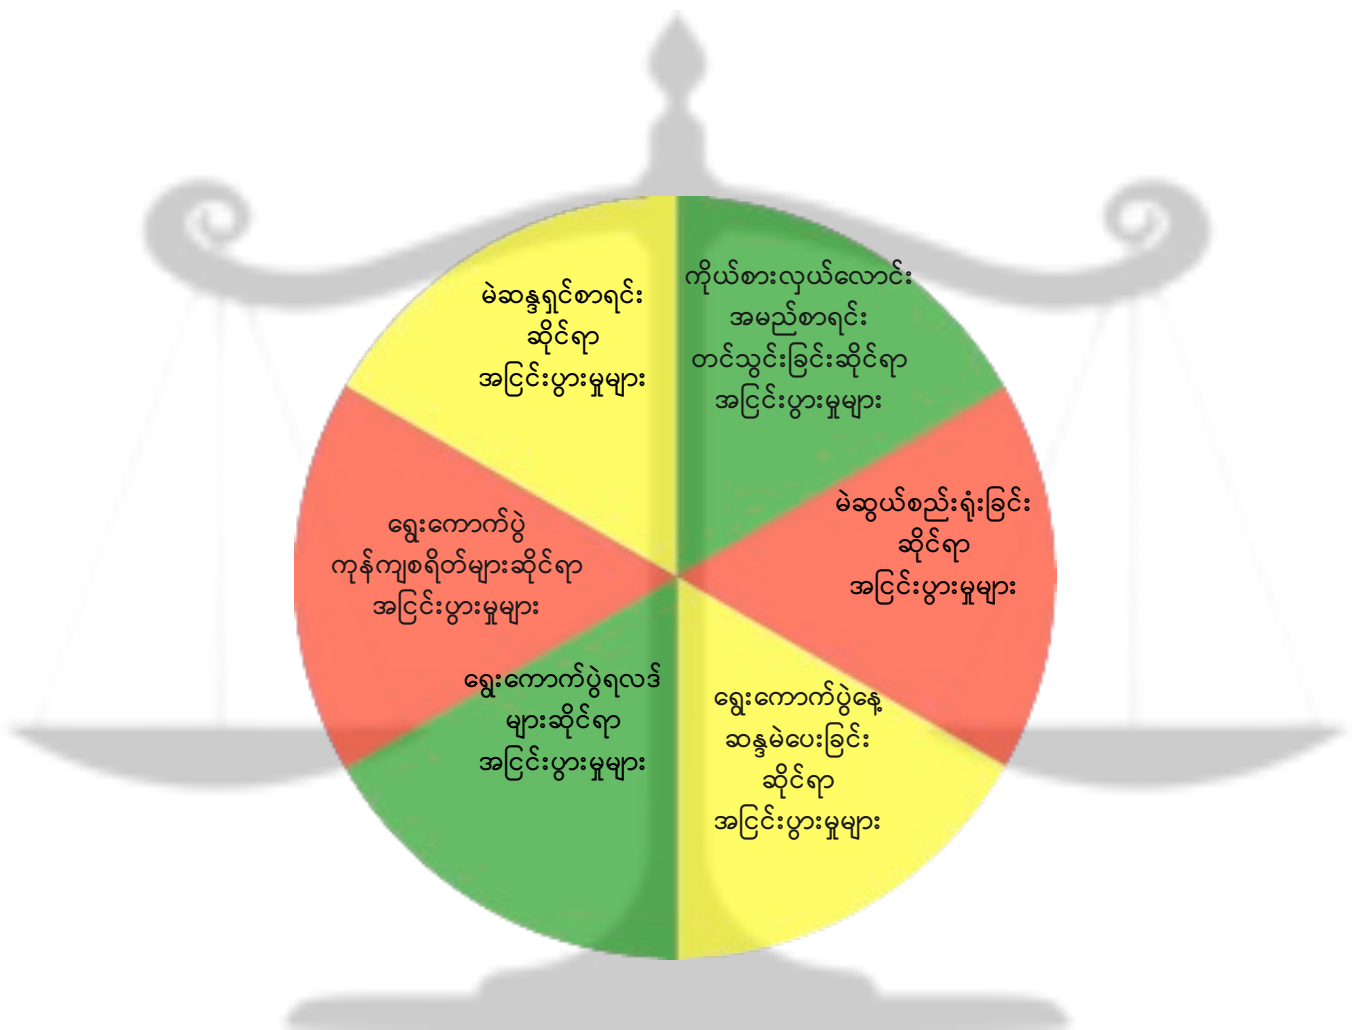 မဲဆန္ဒရှင်စာရင်း
ဆိုင်ရာ
အငြင်းပွားမှုများ
ကိုယ်စားလှယ်လောင်း
အမည်စာရင်း
တင်သွင်းခြင်းဆိုင်ရာ
အငြင်းပွားမှုများ
မဲဆွယ်စည်းရုံးခြင်း
ဆိုင်ရာ
အငြင်းပွားမှုများ
ရွေးကောက်ပွဲနေ့
ဆန္ဒမဲပေးခြင်း
ဆိုင်ရာ
အငြင်းပွားမှုများ
ရွေးကောက်ပွဲရလဒ်
များဆိုင်ရာ
အငြင်းပွားမှုများ
ရွေးကောက်ပွဲ
ကုန်ကျစရိတ်များဆိုင်ရာ
အငြင်းပွားမှုများ